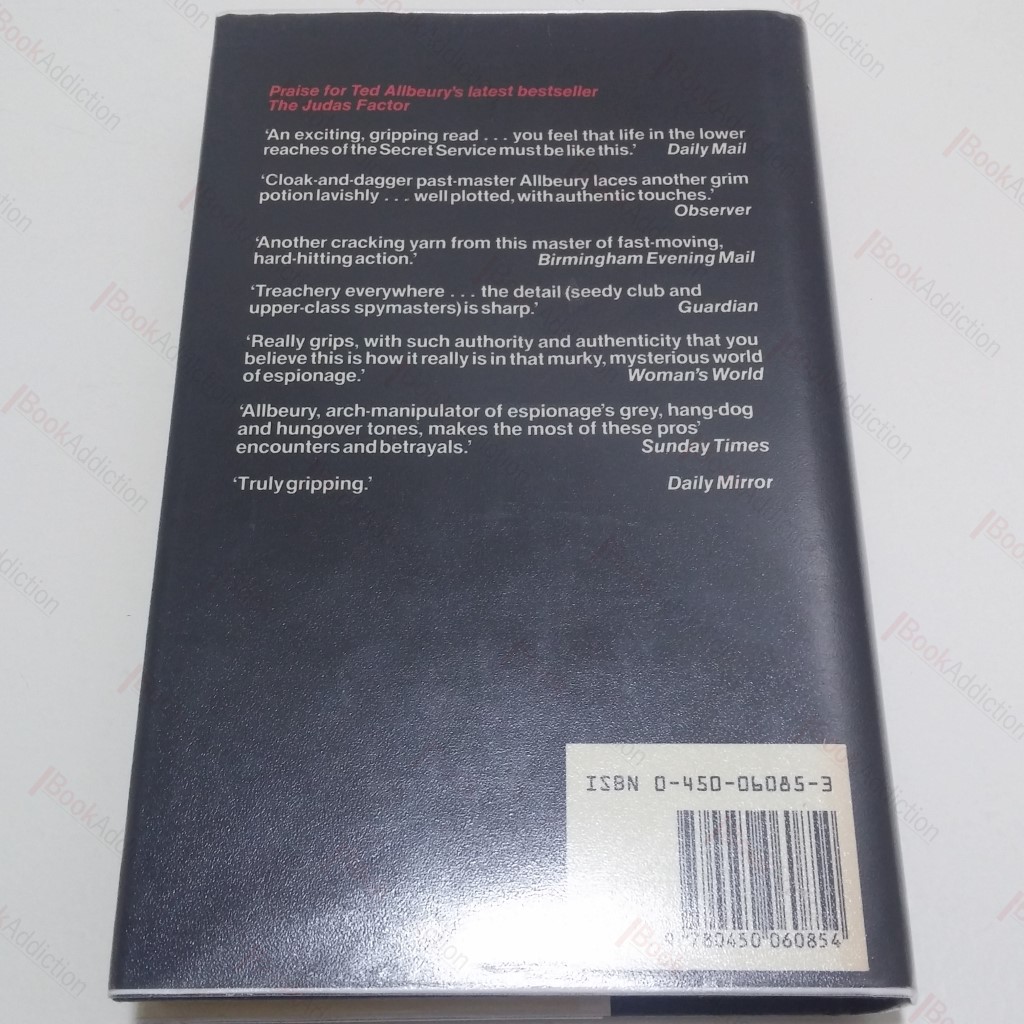 Praise for Ted Allbeury's latest bestseller
The Judas Factor
'An exciting, gripping read . . . you feel that life in the lower
reaches of the Secret Service must be like this.' Daily Mail
'Cloak-and-dagger past-master Allbeury laces another grim
potion lavishly . . . well plotted, with authentic touches.'
Observer
'Another cracking yarn from this master of fast-moving,
hard-hitting action.' Birmingham Evening Mail
'Treachery everywhere . . . the detail (seedy club and
upper-class spymasters) is sharp.' Guardian
'Really grips, with such authority and authenticity that you
believe this is how it really is in that murky, mysterious world
of espionage.' Woman's World
'Allbeury, arch-manipulator of espionage's grey, hang-dog
and hungover tones, makes the most of these pros'
encounters and betrayals.' Sunday Times
'Truly gripping.' Daily Mirror
ISBN 0-450-06085-3
9 780450 060854
BookAddiction